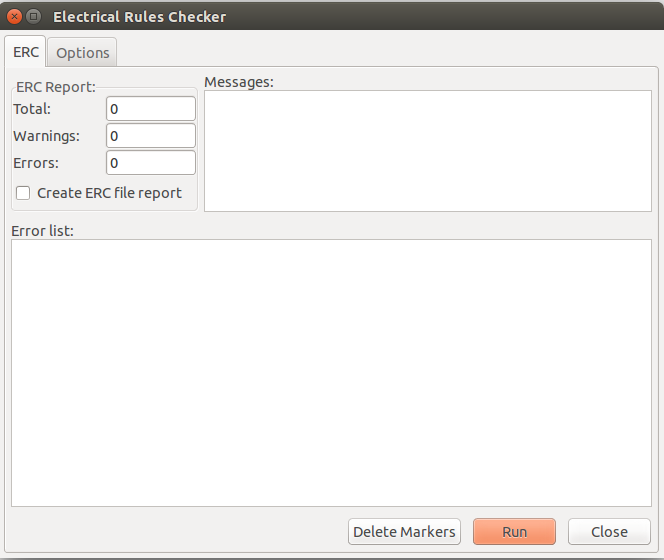 Electrical Rules Checker
ERC Options
ERC Report:
Total: 0
Warnings: 0
Errors: 0
Create ERC file report
Messages:
Error list:
Delete Markers Run Close